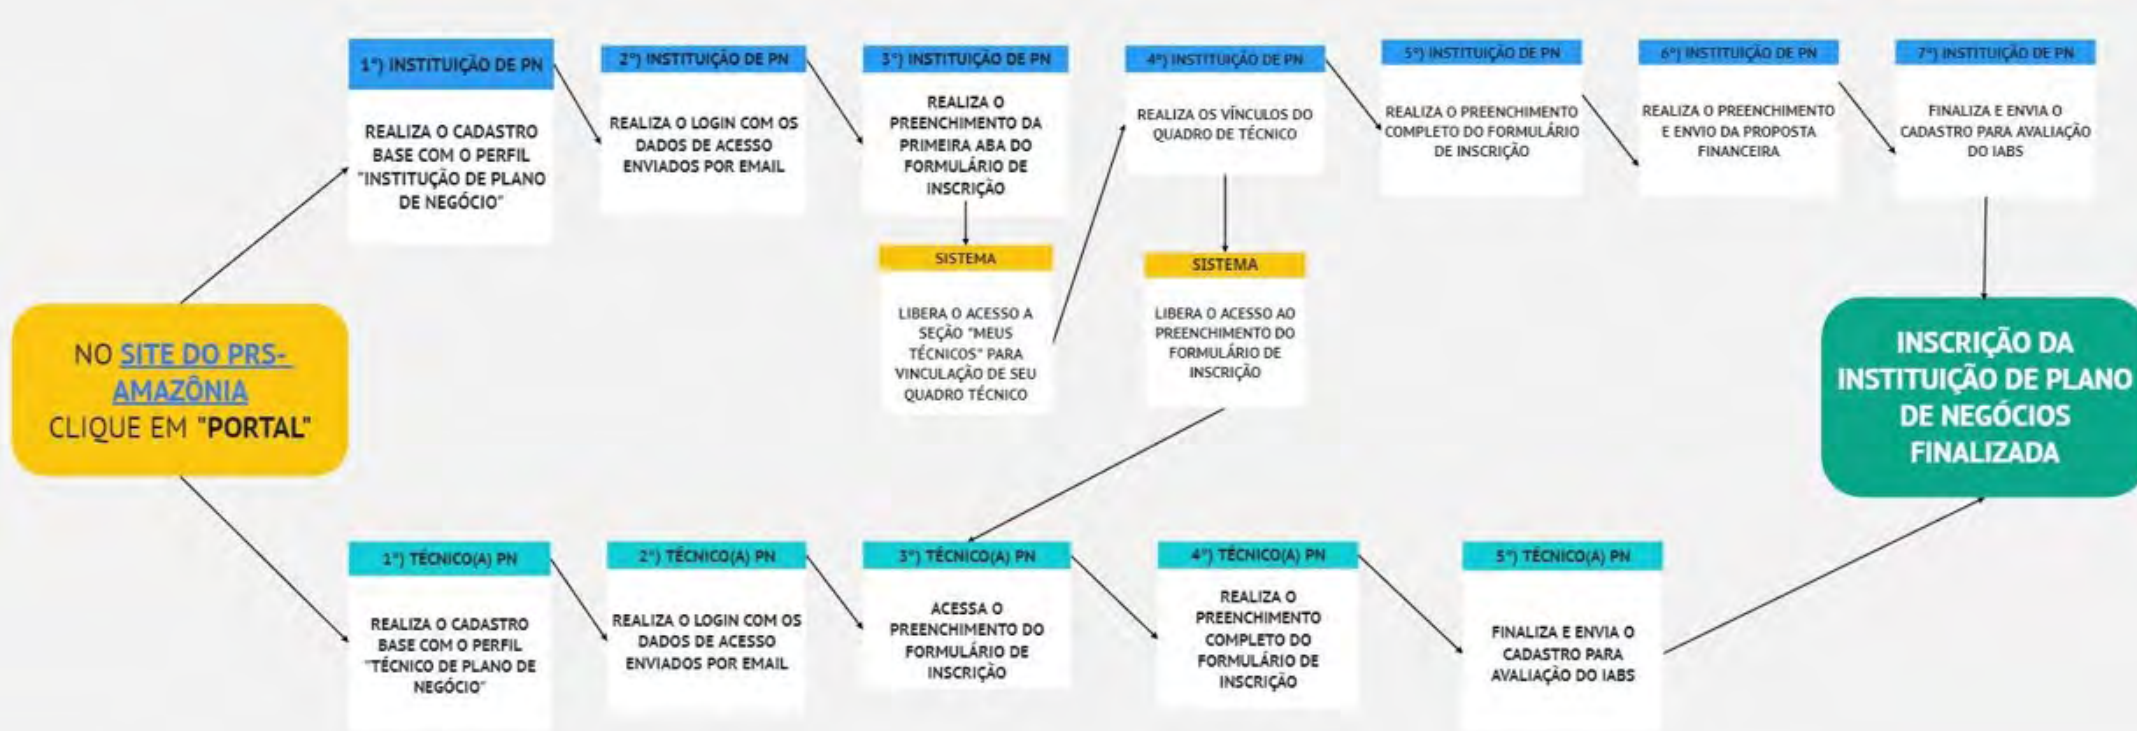 1º) INSTITUIÇÃO DE PN
REALIZA O CADASTRO
BASE COM O PERFIL
"INSTITUÇÃO DE PLANO
DE NEGÓCIO"
2º) INSTITUIÇÃO DE PN
REALIZA O LOGIN COM OS
DADOS DE ACESSO
ENVIADOS POR EMAIL
3º) INSTITUIÇÃO DE PN
REALIZA O
PREENCHIMENTO DA
PRIMEIRA ABA DO
FORMULÁRIO DE
INSCRIÇÃO
4º) INSTITUIÇÃO DE PN
REALIZA OS VÍNCULOS DO
QUADRO DE TÉCNICO
5º) INSTITUIÇÃO DE PN
REALIZA O PREENCHIMENTO
COMPLETO DO FORMULÁRIO
DE INSCRIÇÃO
6º) INSTITUIÇÃO DE PN
REALIZA O PREENCHIMENTO
E ENVIO DA PROPOSTA
FINANCEIRA
7º) INSTITUIÇÃO DE PN
FINALIZA E ENVIA O
CADASTRO PARA AVALIAÇÃO
DO IABS
SISTEMA
LIBERA O ACESSO A
SEÇÃO "MEUS
TÉCNICOS" PARA
VINCULAÇÃO DE SEU
QUADRO TÉCNICO
SISTEMA
LIBERA O ACESSO AO
PREENCHIMENTO DO
FORMULÁRIO DE
INSCRIÇÃO
NO SITE DO PRS-
AMAZÔNIA
CLIQUE EM "PORTAL"
INSCRIÇÃO DA
INSTITUIÇÃO DE PLANO
DE NEGÓCIOS
FINALIZADA
1º) TÉCNICO(A) PN
REALIZA O CADASTRO
BASE COM O PERFIL
"TÉCNICO DE PLANO DE
NEGÓCIO"
2º) TÉCNICO(A) PN
REALIZA O LOGIN COM OS
DADOS DE ACESSO
ENVIADOS POR EMAIL
3º) TÉCNICO(A) PN
ACESSA O
PREENCHIMENTO DO
FORMULÁRIO DE
INSCRIÇÃO
4º) TÉCNICO(A) PN
REALIZA O
PREENCHIMENTO
COMPLETO DO
FORMULÁRIO DE
INSCRIÇÃO
5º) TÉCNICO(A) PN
FINALIZA E ENVIA O
CADASTRO PARA
AVALIAÇÃO DO IABS